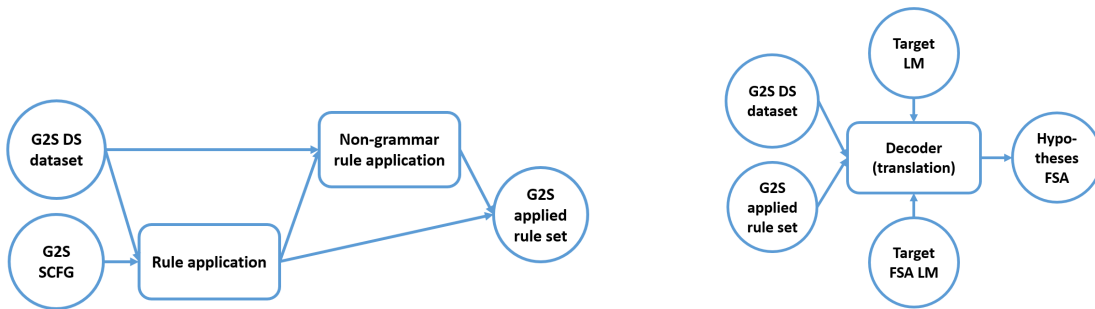 G2S DS
dataset
G2S
SCFG
Rule application
Non-grammar
rule application
G2S
applied
rule set
G2S DS
dataset
G2S
applied
rule set
Target
LM
Decoder
(translation)
Target
FSA LM
Hypo-
theses
FSA